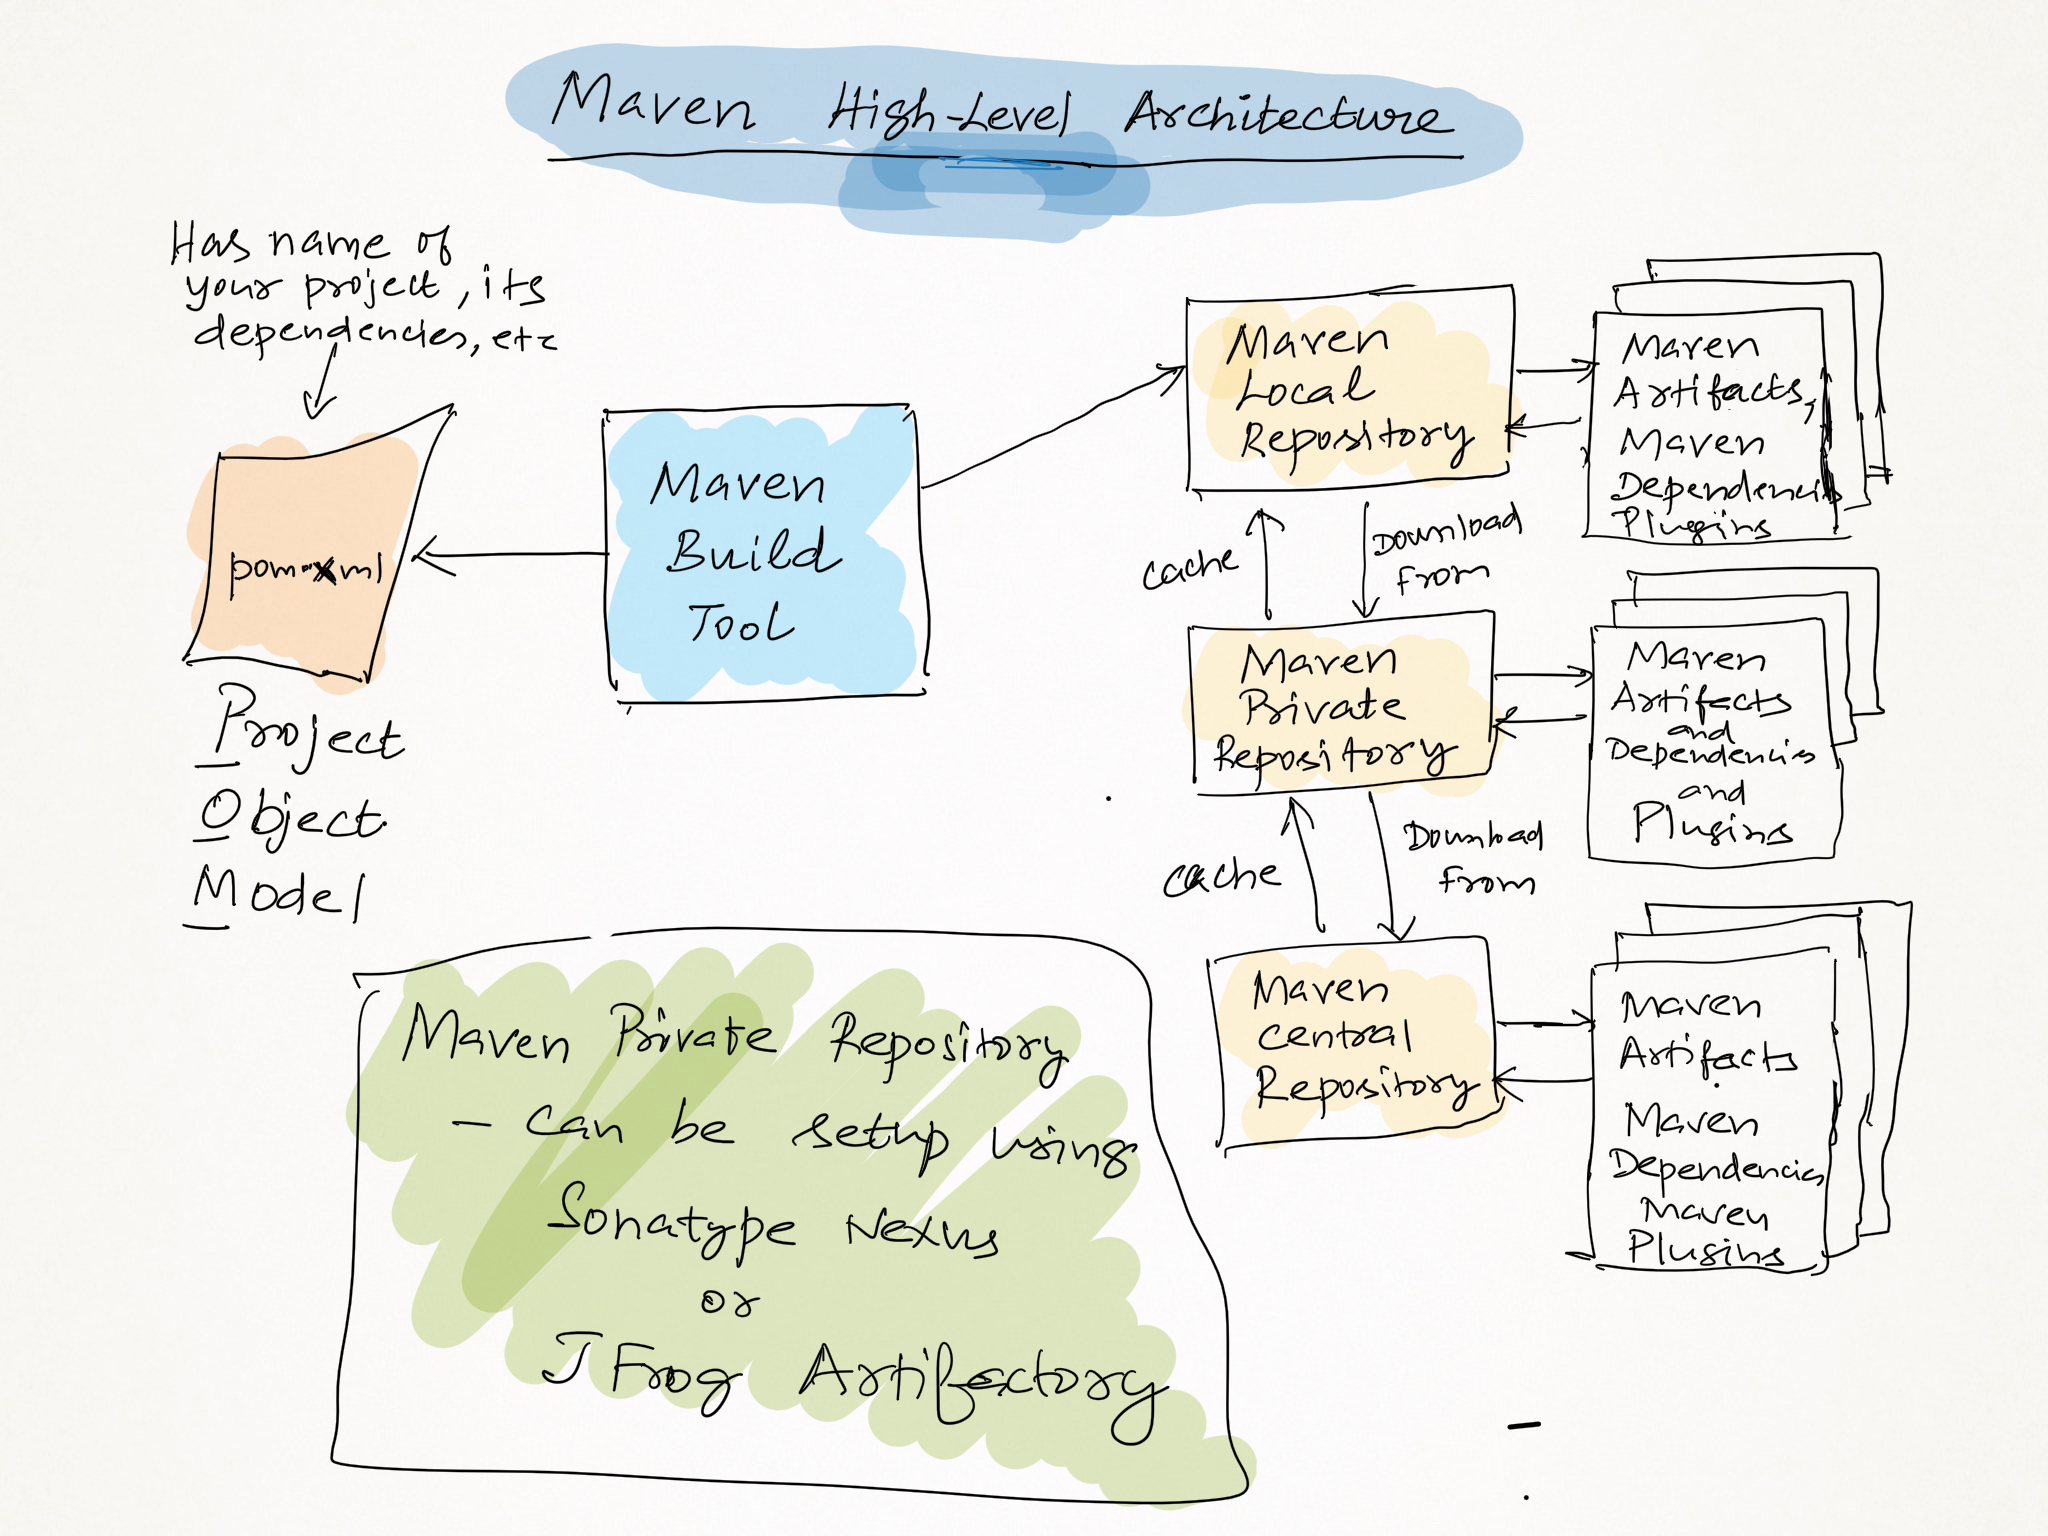 Maven High-Level Architecture
Has name of
your project, its
dependencies, etc
pom.xml
Project
Object
Model
Maven
Build
Tool
Maven
Local
Repository
Maven
Artifacts,
Maven
Dependencies
Plugins
cache
Download
from
Maven
Private
Repository
Maven
Artifacts
and
Dependencies
and
Plugins
cache
Download
from
Maven
Central
Repository
Maven
Artifacts
Maven
Dependencies
Maven
Plugins
Maven Private Repository
- can be setup using
Sonatype Nexus
or
JFrog Artifactory